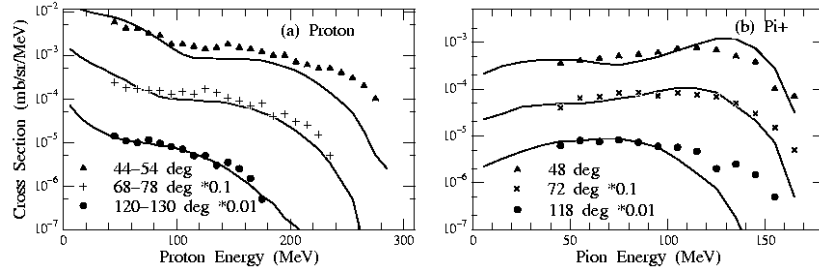 Cross Section (mb/sr/MeV)
10-2
10-3
10-4
10-5
10-6
10-7
(a) Proton
44–54 deg
68–78 deg *0.1
120–130 deg *0.01
0 100 200 300
Proton Energy (MeV)
10-3
10-4
10-5
10-6
10-7
(b) Pi+
48 deg
72 deg *0.1
118 deg *0.01
0 50 100 150
Pion Energy (MeV)